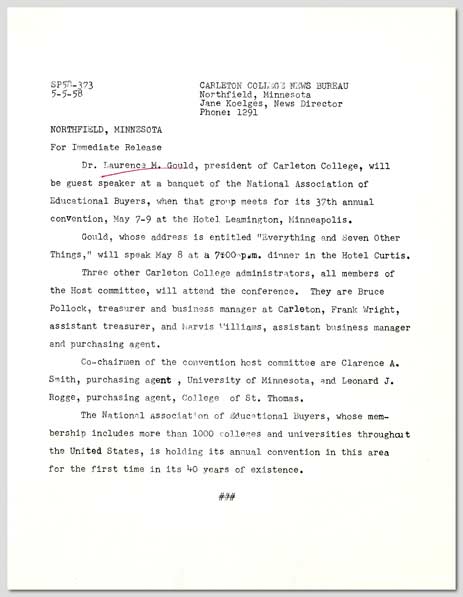 SP58-373
5-5-58
CARLETON COLLEGE NEWS BUREAU
Northfield, Minnesota
Jane Koelges, News Director
Phone: 1291
NORTHFIELD, MINNESOTA
For Immediate Release
Dr. Laurence M. Gould, president of Carleton College, will
be guest speaker at a banquet of the National Association of
Educational Buyers, when that group meets for its 37th annual
convention, May 7-9 at the Hotel Leamington, Minneapolis.
Gould, whose address is entitled "Everything and Seven Other
Things," will speak May 8 at a 7:00 p.m. dinner in the Hotel Curtis.
Three other Carleton College administrators, all members of
the Host committee, will attend the conference. They are Bruce
Pollock, treasurer and business manager at Carleton, Frank Wright,
assistant treasurer, and Marvis Williams, assistant business manager
and purchasing agent.
Co-chairmen of the convention host committee are Clarence A.
Smith, purchasing agent , University of Minnesota, and Leonard J.
Rogge, purchasing agent, College of St. Thomas.
The National Association of Educational Buyers, whose mem-
bership includes more than 1000 colleges and universities throughout
the United States, is holding its annual convention in this area
for the first time in its 40 years of existence.
###